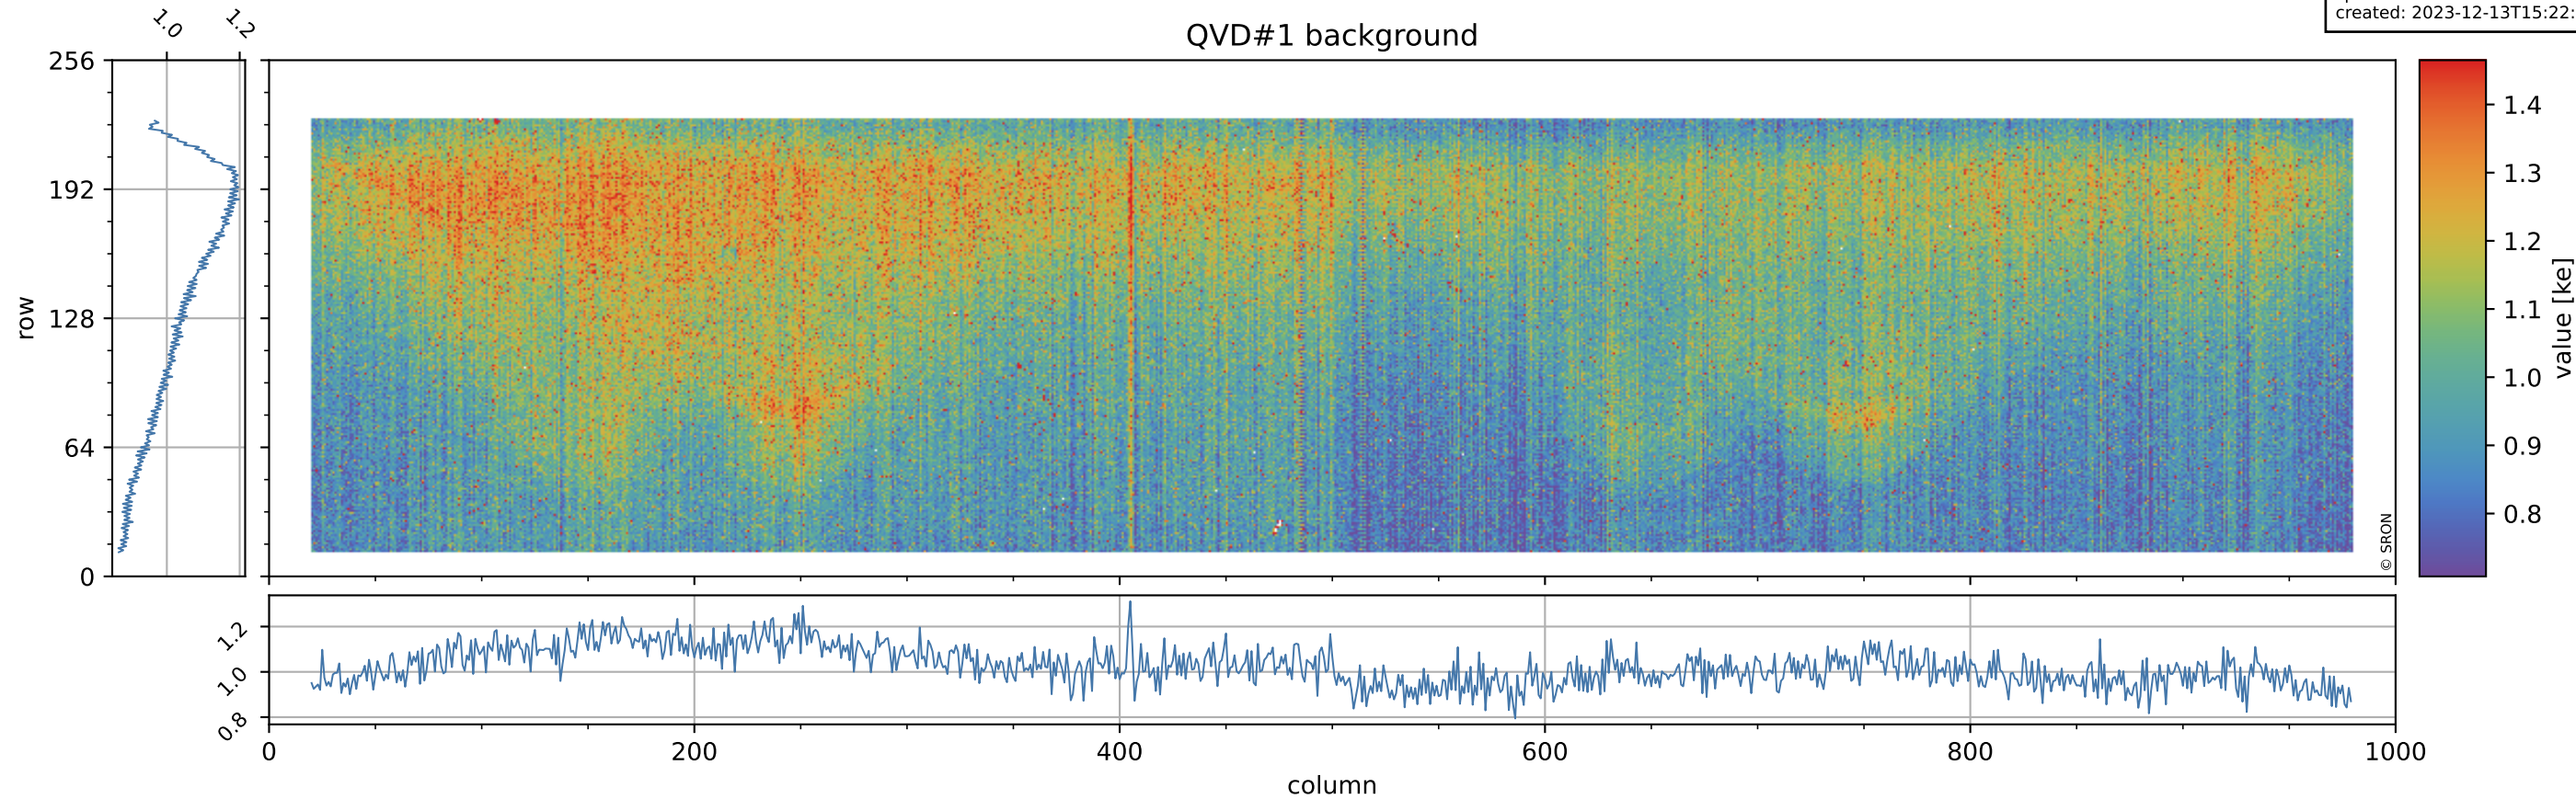 created: 2023-12-13T15:22:
QVD#1 background
1.0 1.2
256
192
128
64
0
row
1.4
1.3
1.2
1.1
1.0
0.9
0.8
value [ke]
© SRON
1.2
1.0
0.8
0 200 400 600 800 1000
column